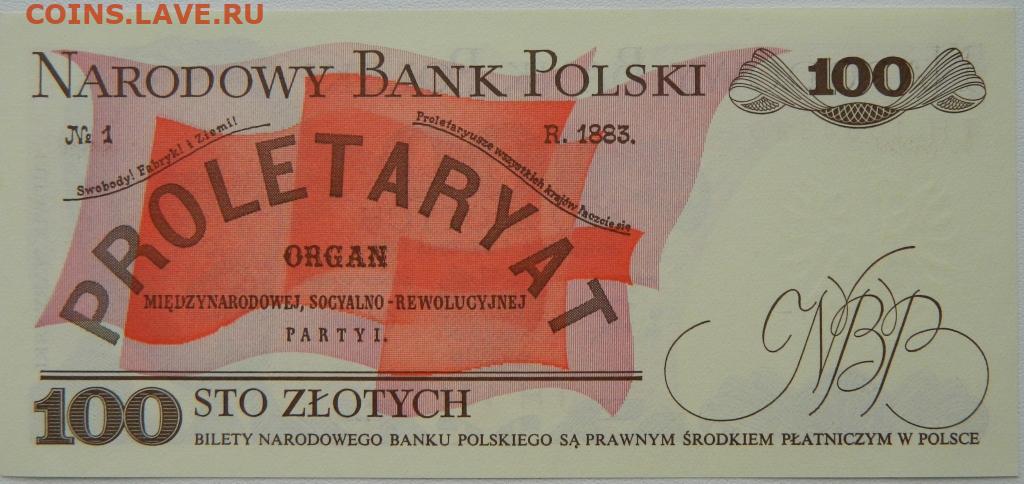 COINS.LAVE.RU
NARODOWY BANK POLSKI
100
№ 1
R. 1883.
Swobody! Fabryk! i Ziemi!
Proletaryusze wszystkich krajów łączcie się
PROLETARYAT
ORGAN
MIĘDZYNARODOWEJ, SOCYALNO-REWOLUCYJNEJ
PARTYI.
NBP
100 STO ZŁOTYCH
BILETY NARODOWEGO BANKU POLSKIEGO SĄ PRAWNYM ŚRODKIEM PŁATNICZYM W POLSCE